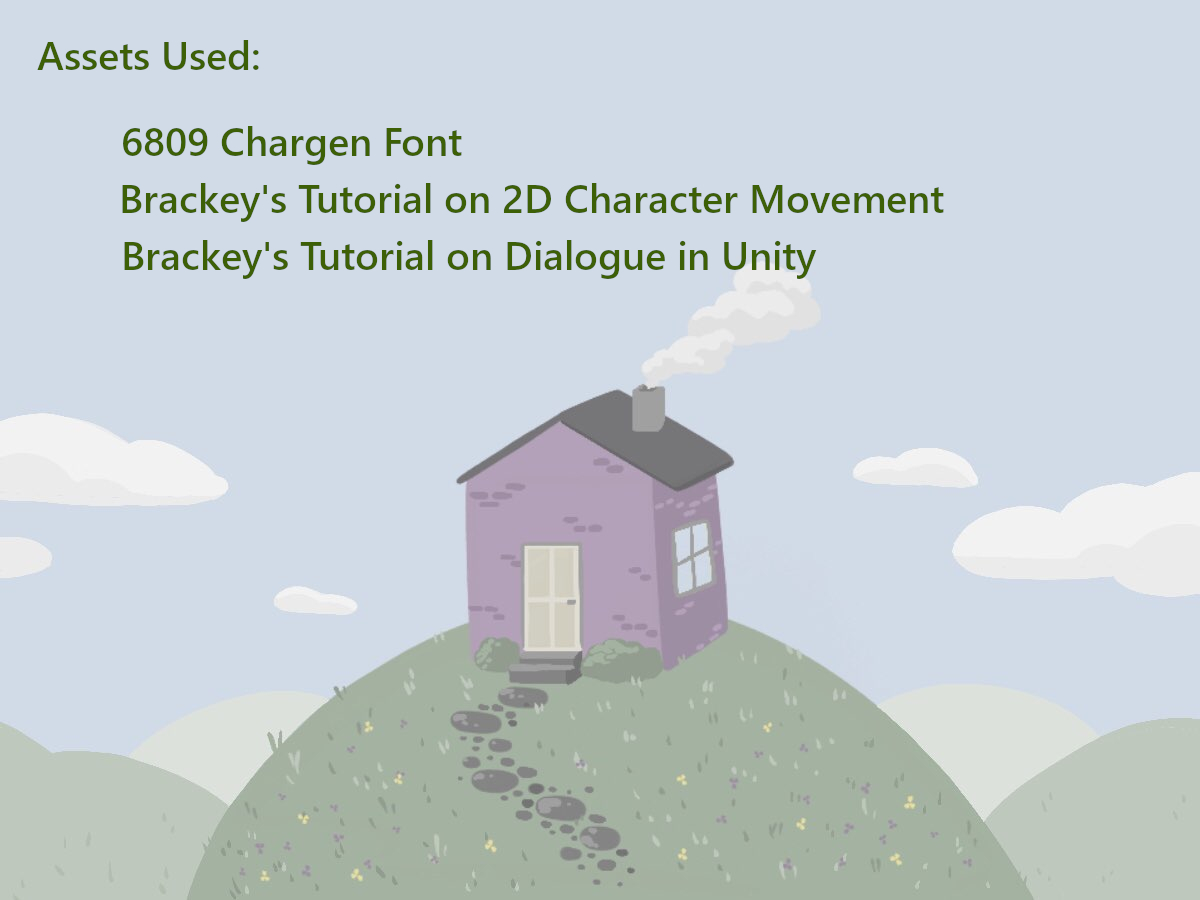 Assets Used:
6809 Chargen Font
Brackey's Tutorial on 2D Character Movement
Brackey's Tutorial on Dialogue in Unity